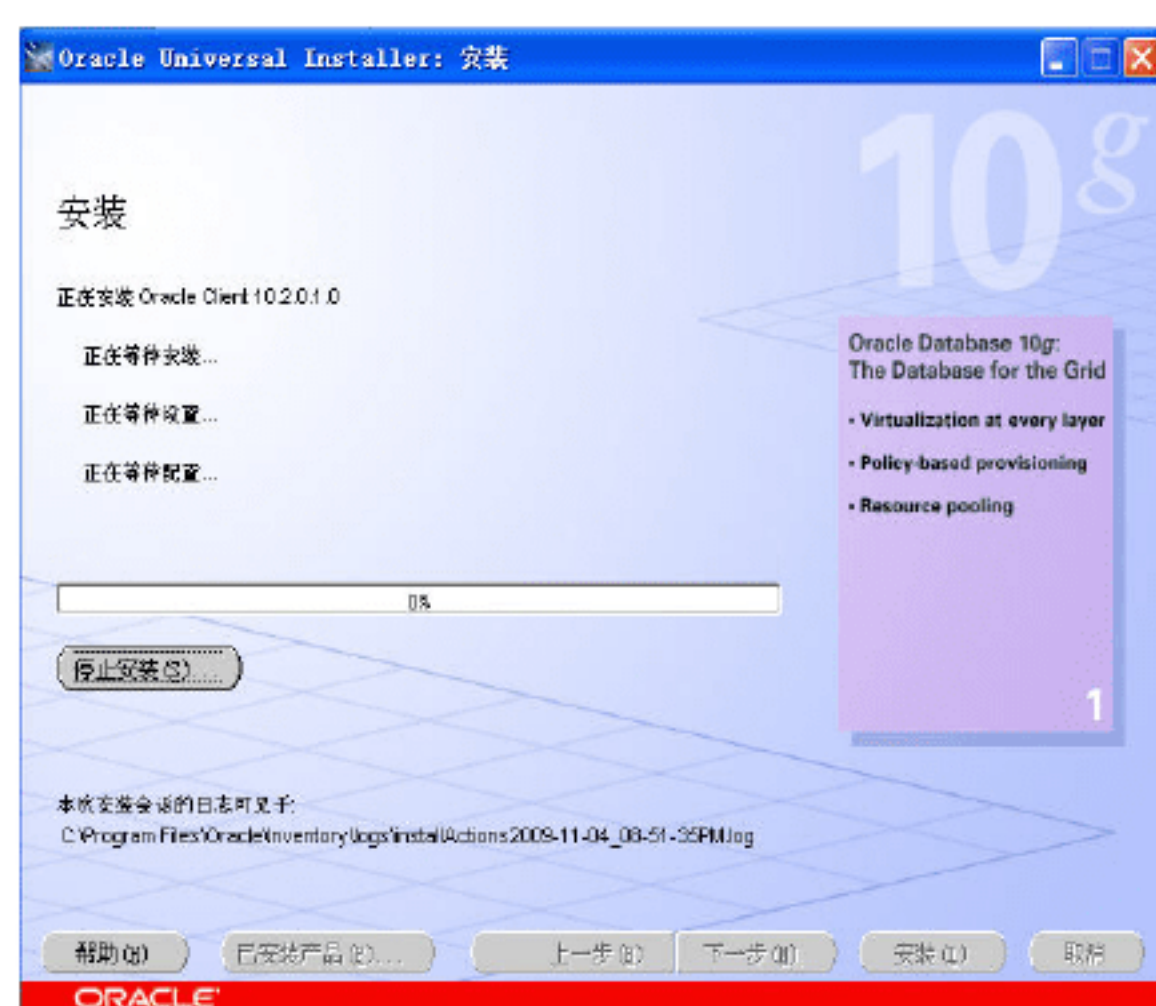 Oracle Universal Installer: 安装
10g
安装
正在安装 Oracle Client 10.2.0.1.0
正在等待安装...
正在等待设置...
正在等待配置...
Oracle Database 10g:
The Database for the Grid
• Virtualization at every layer
• Policy-based provisioning
• Resource pooling
1
0%
停止安装(S)...
本次安装会话的日志可见于:
C:\Program Files\Oracle\Inventory\logs\installActions2009-11-04_08-51-35PM.log
帮助(H)
已安装产品(P)...
上一步(B)
下一步(N)
安装(I)
取消
ORACLE